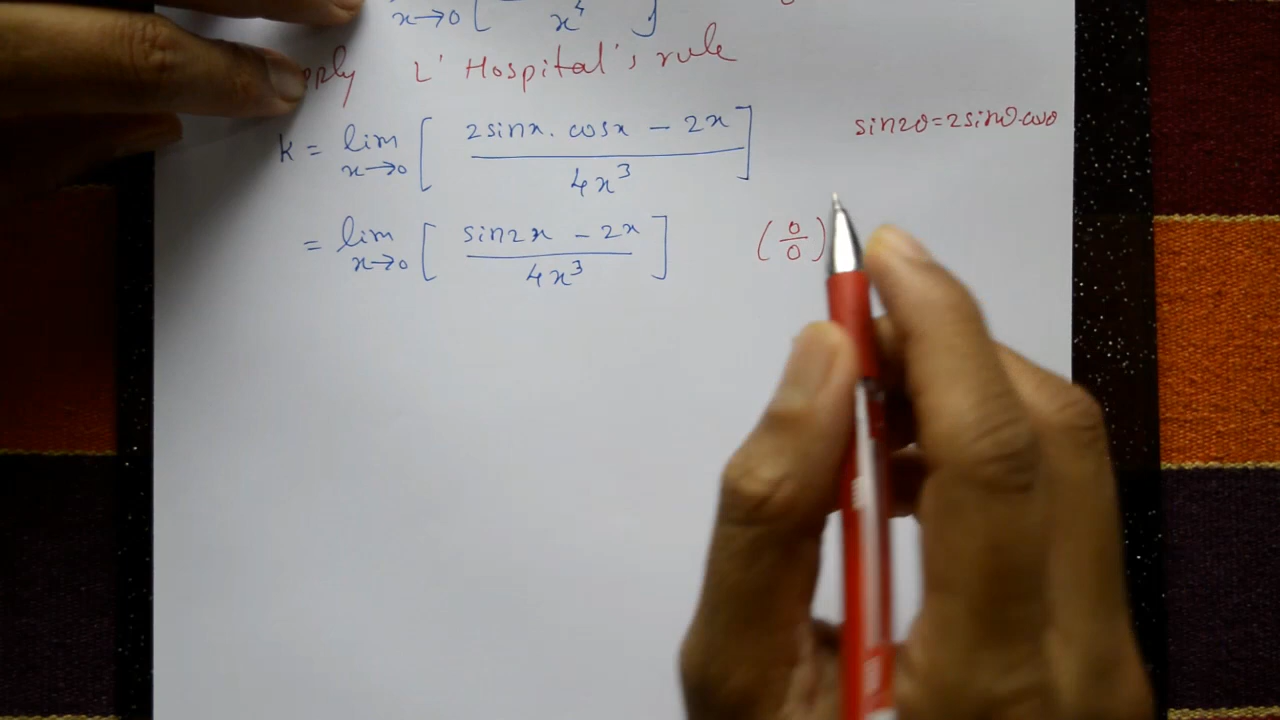 x→0 [ x⁴ ]
L'Hospital's rule
k = lim x→0 [ (2sinx. cosx − 2x) / 4x³ ] sin2θ=2sinθ.cosθ
= lim x→0 [ (sin2x − 2x) / 4x³ ] (0/0)